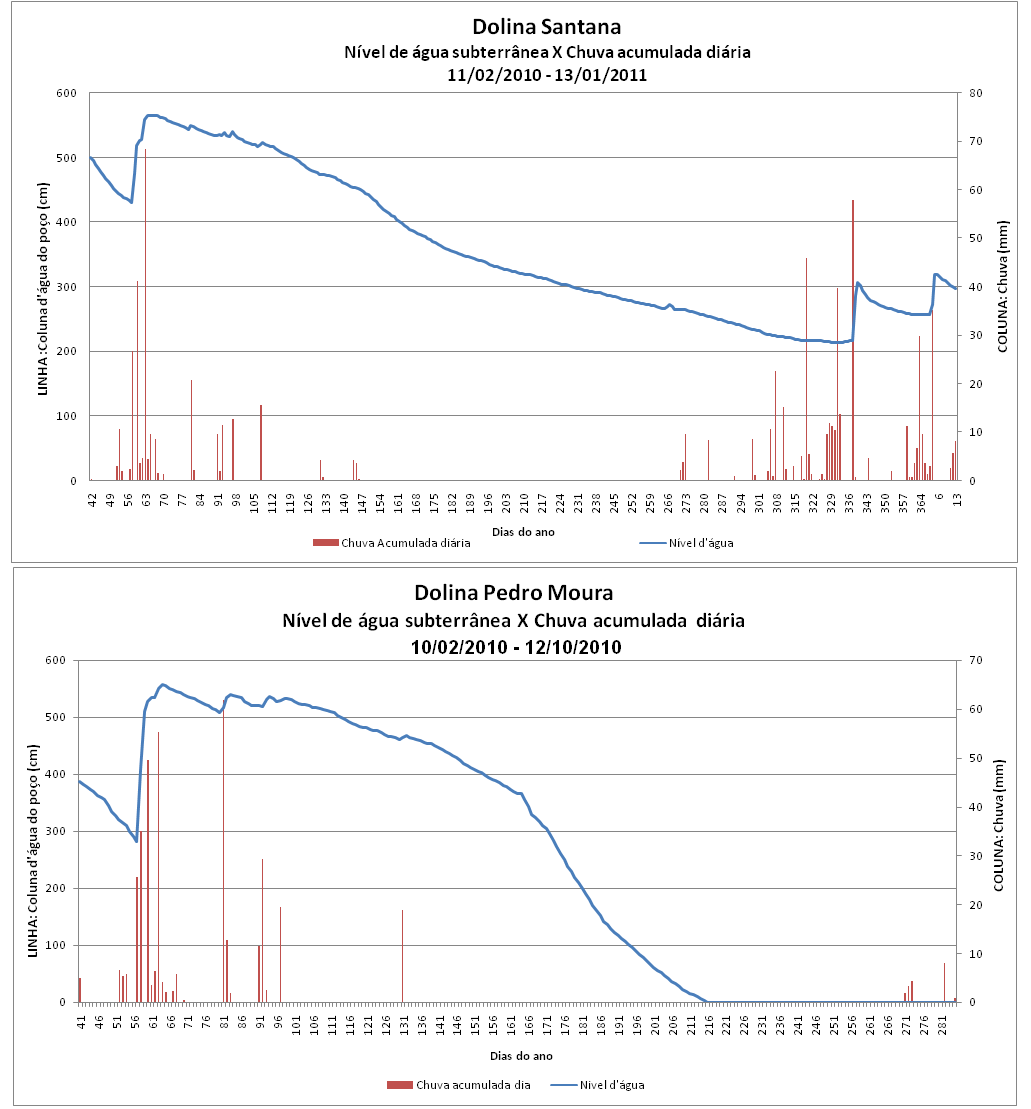 Dolina Santana
Nível de água subterrânea X Chuva acumulada diária
11/02/2010 - 13/01/2011
LINHA :Coluna d'água do poço (cm)
600
500
400
300
200
100
0
80
70
60
50
40
30
20
10
0
COLUNA: Chuva (mm)
42 49 56 63 70 77 84 91 98 105 112 119 126 133 140 147 154 161 168 175 182 189 196 203 210 217 224 231 238 245 252 259 266 273 280 287 294 301 308 315 322 329 336 343 350 357 364 6 13
Dias do ano
Chuva Acumulada diária
Nível d'água
Dolina Pedro Moura
Nível de água subterrânea X Chuva acumulada diária
10/02/2010 - 12/10/2010
LINHA: Coluna d'água do poço (cm)
600
500
400
300
200
100
0
70
60
50
40
30
20
10
0
COLUNA: Chuva (mm)
41 46 51 56 61 66 71 76 81 86 91 96 101 106 111 116 121 126 131 136 141 146 151 156 161 166 171 176 181 186 191 196 201 206 211 216 221 226 231 236 241 246 251 256 261 266 271 276 281
Dias do ano
Chuva acumulada dia
Nivel d'água